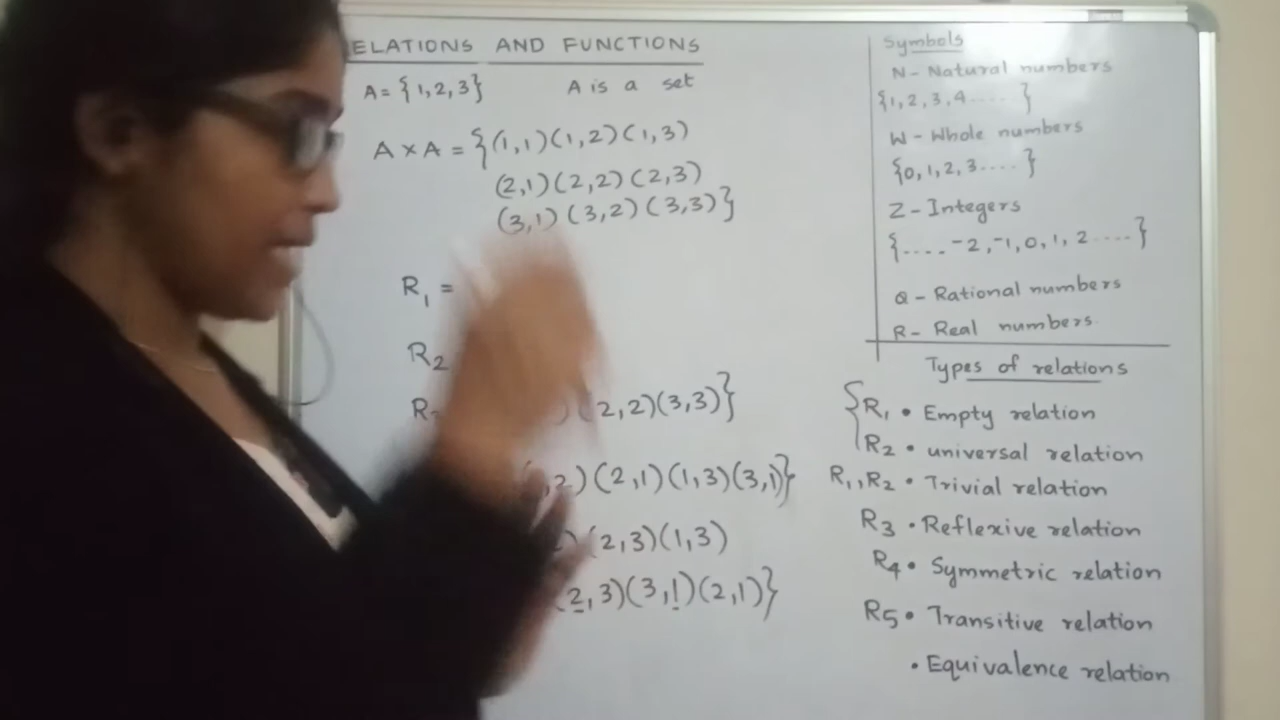 ELATIONS AND FUNCTIONS
A = {1,2,3} A is a set
A × A = {(1,1)(1,2)(1,3)
(2,1)(2,2)(2,3)
(3,1)(3,2)(3,3)}
R1 =
R2
) (2,2)(3,3)}
,2)(2,1)(1,3)(3,1)}
) (2,3)(1,3)
(2,3)(3,1)(2,1)}
Symbols
N - Natural numbers
{1,2,3,4.....}
W - Whole numbers
{0,1,2,3.....}
Z - Integers
{.....-2,-1,0,1,2.....}
Q - Rational numbers
R - Real numbers
Types of relations
{R1 • Empty relation
R2 • universal relation
R1,R2 • Trivial relation
R3 • Reflexive relation
R4 • Symmetric relation
R5 • Transitive relation
• Equivalence relation